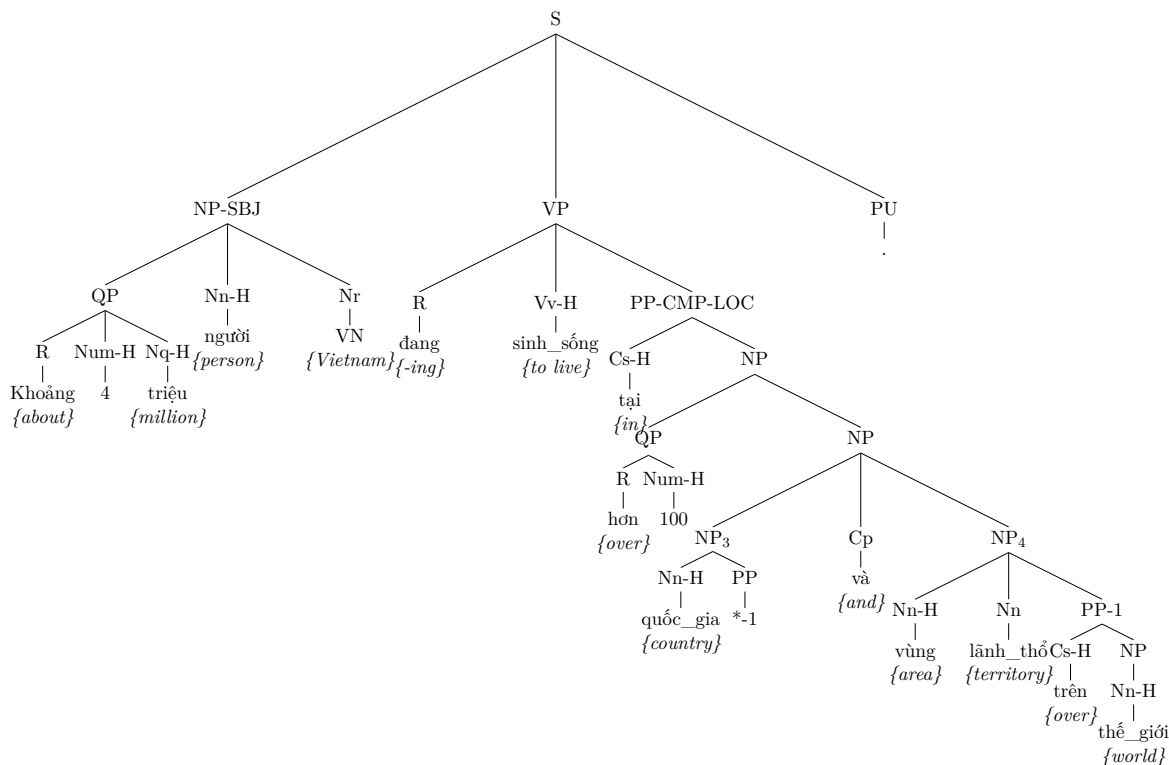 S
NP-SBJ VP PU
.
QP Nn-H Nr R Vv-H PP-CMP-LOC
người VN đang sinh_sống
{person} {Vietnam} {-ing} {to live}
R Num-H Nq-H Cs-H NP
Khoảng 4 triệu tại
{about} {million} {in}
QP NP
R Num-H
hơn 100
{over}
NP3 Cp NP4
Nn-H PP và
{and}
quốc_gia *-1
{country}
Nn-H Nn PP-1
vùng lãnh_thổ Cs-H NP
{area} {territory}
trên Nn-H
{over}
thế_giới
{world}